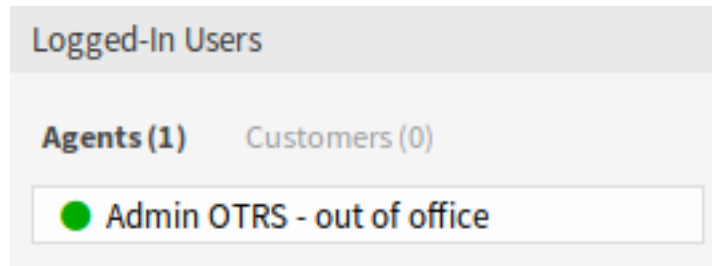 Logged-In Users
Agents (1) Customers (0)
Admin OTRS - out of office